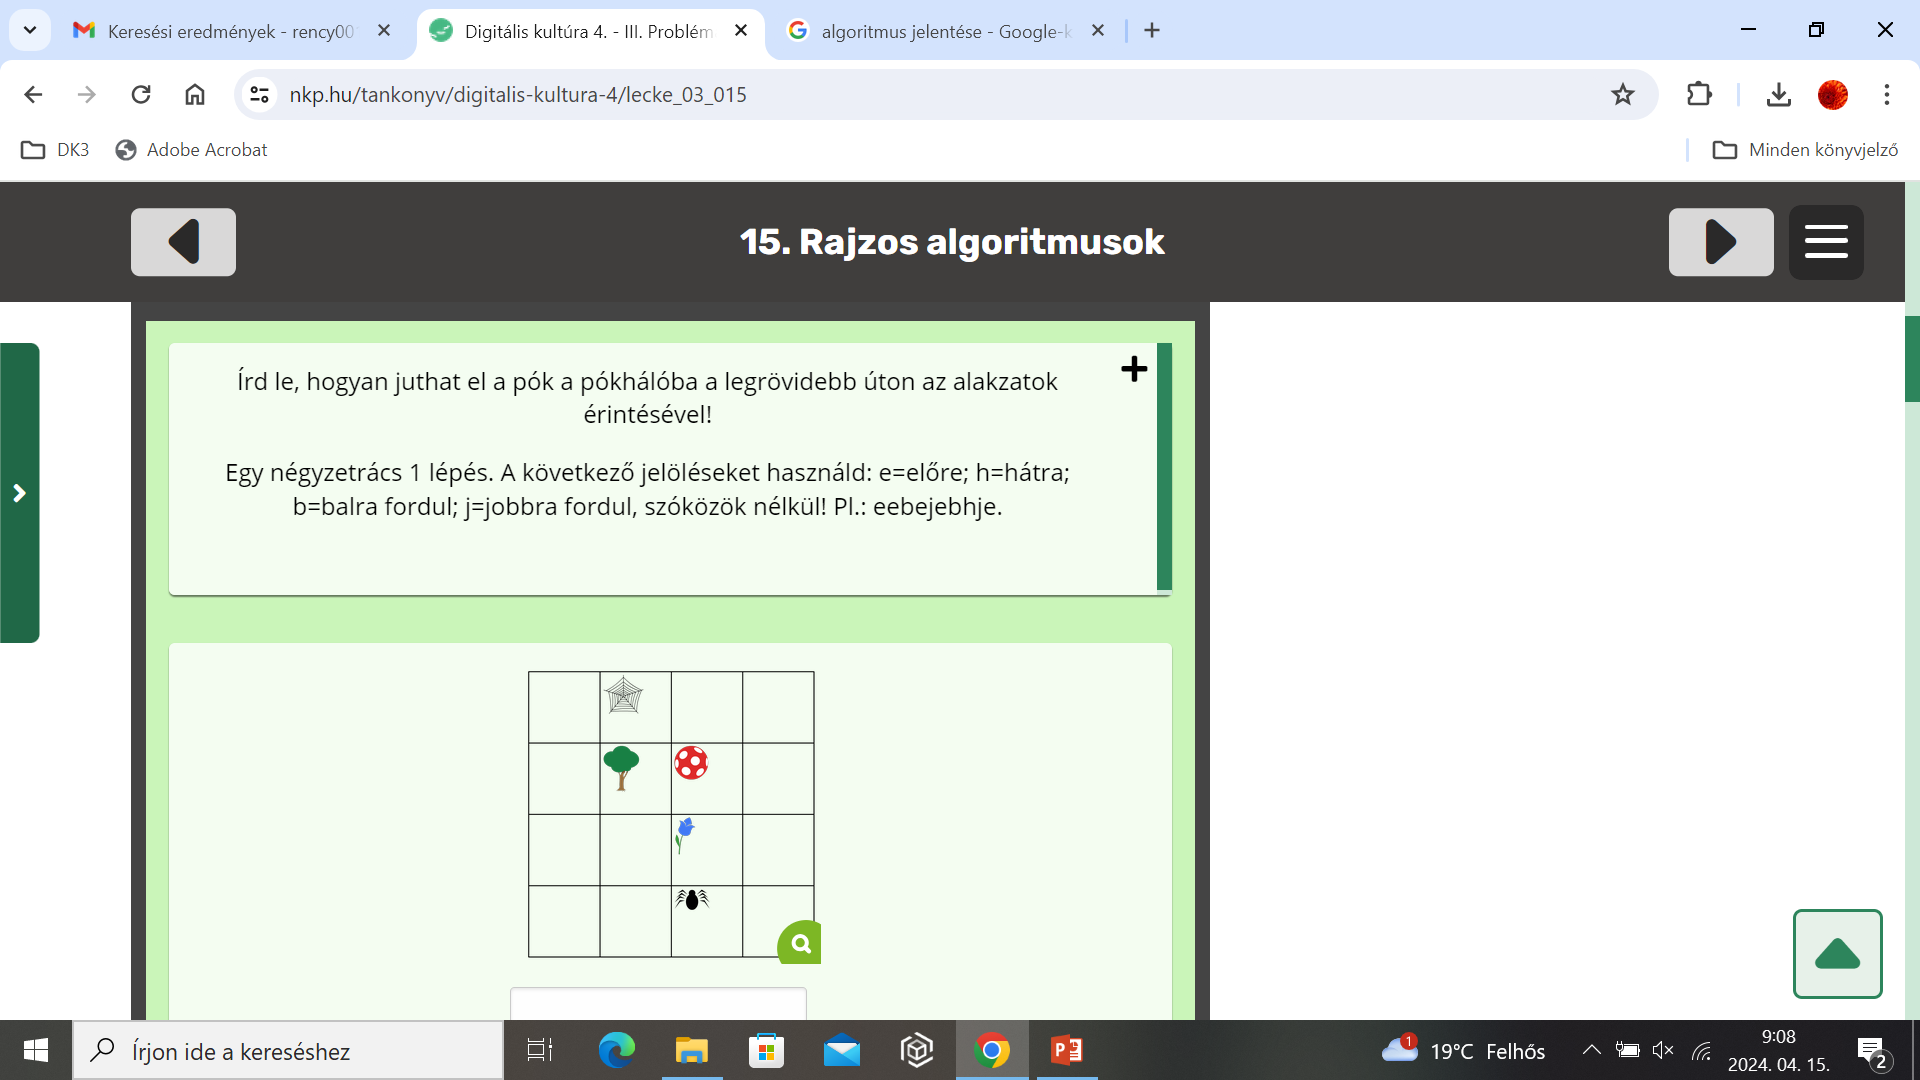 Keresési eredmények - rency00
Digitális kultúra 4. - III. Problém
algoritmus jelentése - Google-k
nkp.hu/tankonyv/digitalis-kultura-4/lecke_03_015
DK3
Adobe Acrobat
Minden könyvjelző
15. Rajzos algoritmusok
Írd le, hogyan juthat el a pók a pókhálóba a legrövidebb úton az alakzatok
érintésével!
Egy négyzetrács 1 lépés. A következő jelöléseket használd: e=előre; h=hátra;
b=balra fordul; j=jobbra fordul, szóközök nélkül! Pl.: eebejebhje.
Írjon ide a kereséshez
1
19°C Felhős
9:08
2024. 04. 15.
2